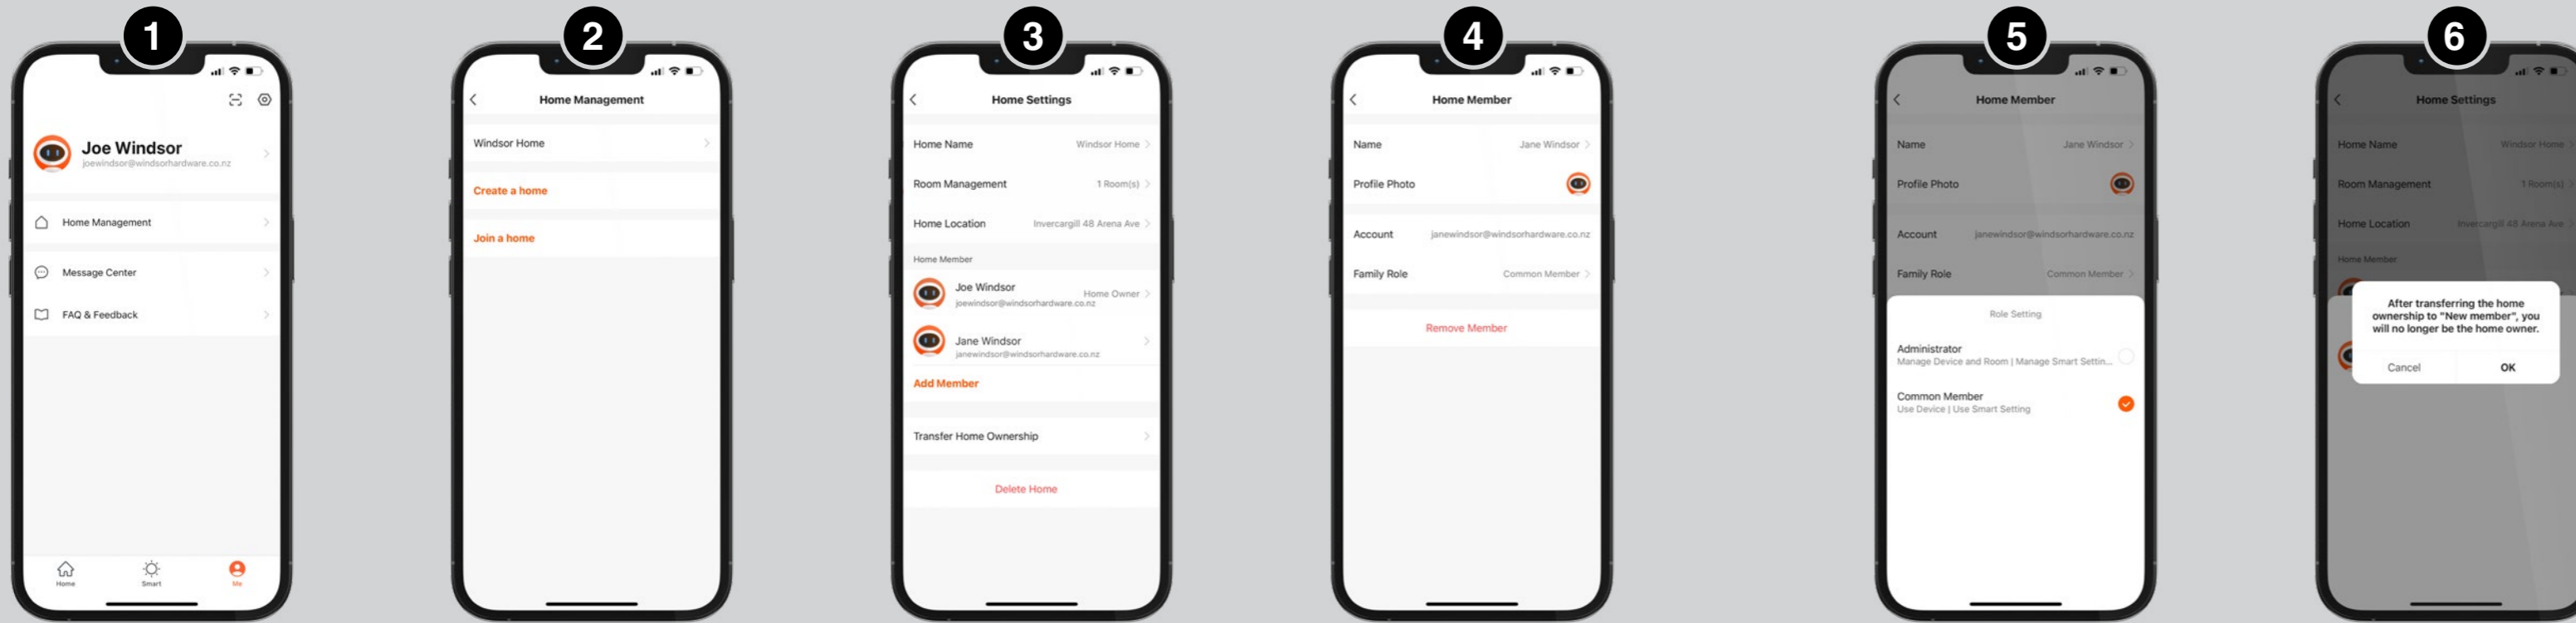 1
Joe Windsor
joewindsor@windsorhardware.co.nz
Home Management
Message Center
FAQ & Feedback
Home
Smart
Me
2
Home Management
Windsor Home
Create a home
Join a home
3
Home Settings
Home Name Windsor Home
Room Management 1 Room(s)
Home Location Invercargill 48 Arena Ave
Home Member
Joe Windsor
Home Owner
joewindsor@windsorhardware.co.nz
Jane Windsor
janewindsor@windsorhardware.co.nz
Add Member
Transfer Home Ownership
Delete Home
4
Home Member
Name Jane Windsor
Profile Photo
Account janewindsor@windsorhardware.co.nz
Family Role Common Member
Remove Member
5
Home Member
Name Jane Windsor
Profile Photo
Account janewindsor@windsorhardware.co.nz
Family Role Common Member
Role Setting
Administrator
Manage Device and Room | Manage Smart Settin...
Common Member
Use Device | Use Smart Setting
6
Home Settings
Home Name Windsor Home
Room Management 1 Room(s)
Home Location Invercargill 48 Arena Ave
Home Member
After transferring the home
ownership to "New member", you
will no longer be the home owner.
Cancel OK